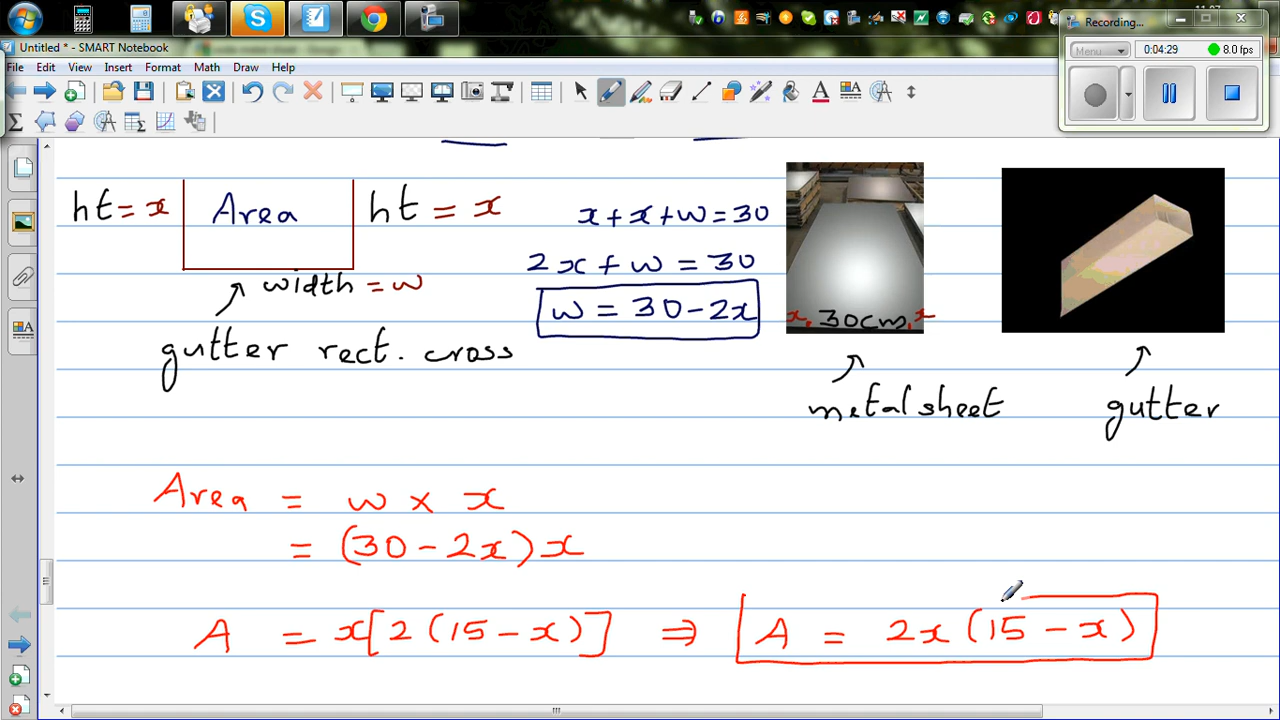 Recording...
Untitled * - SMART Notebook
Menu
0:04:29
8.0 fps
File Edit View Insert Format Math Draw Help
ht = x
Area
ht = x
width = w
gutter rect. cross
x + x + w = 30
2x + w = 30
w = 30 - 2x
x. 30cm. x
metal sheet
gutter
Area = w × x
= (30 - 2x) x
A = x[2(15 - x)] ⇒ A = 2x(15 - x)